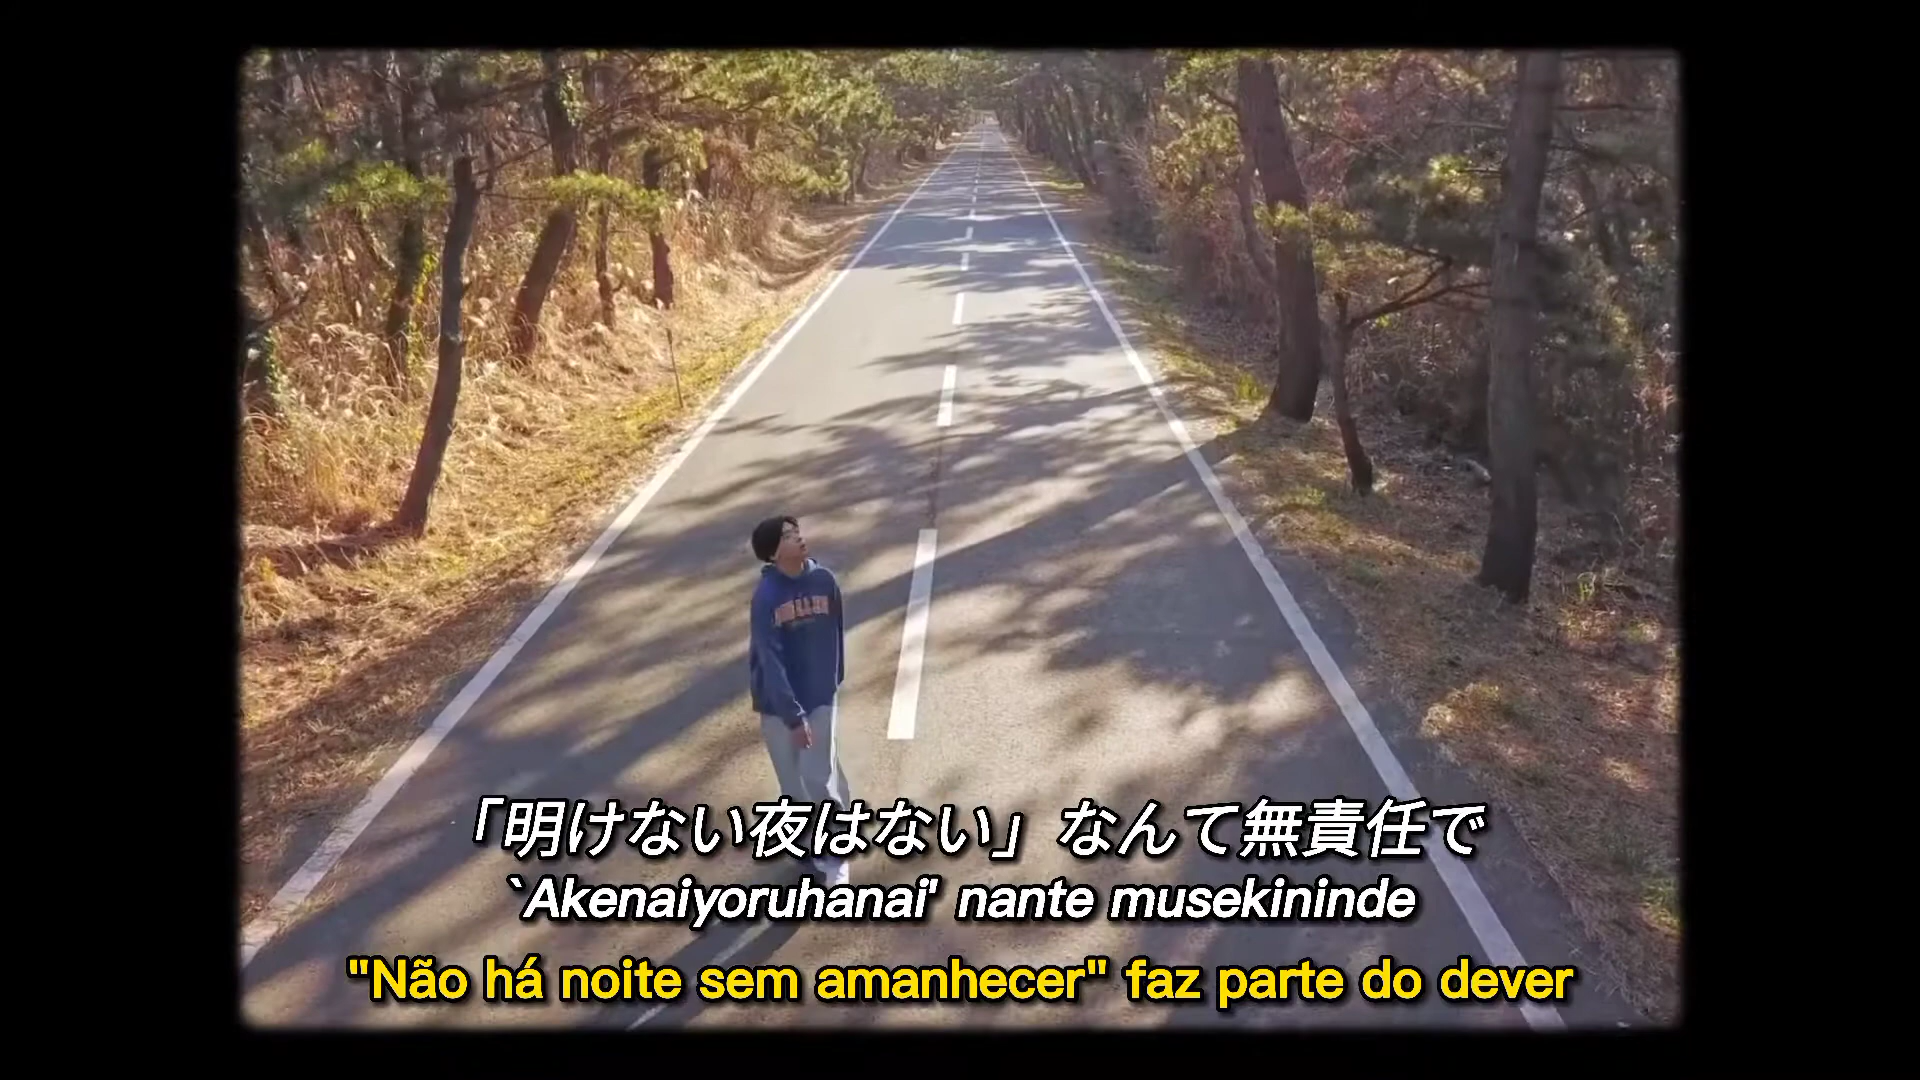 「明けない夜はない」なんて無責任で
`Akenaiyoruhanai' nante musekininde
"Não há noite sem amanhecer" faz parte do dever